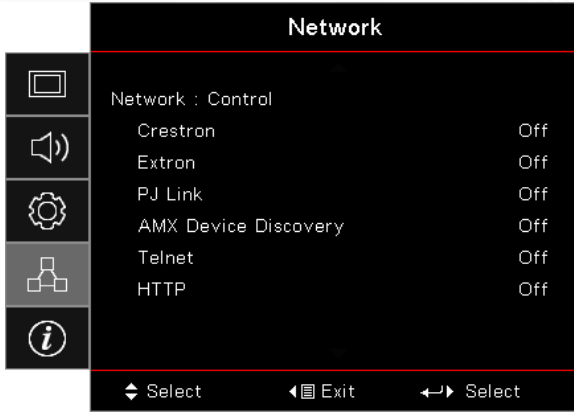 Network
Network : Control
Crestron Off
Extron Off
PJ Link Off
AMX Device Discovery Off
Telnet Off
HTTP Off
Select Exit Select